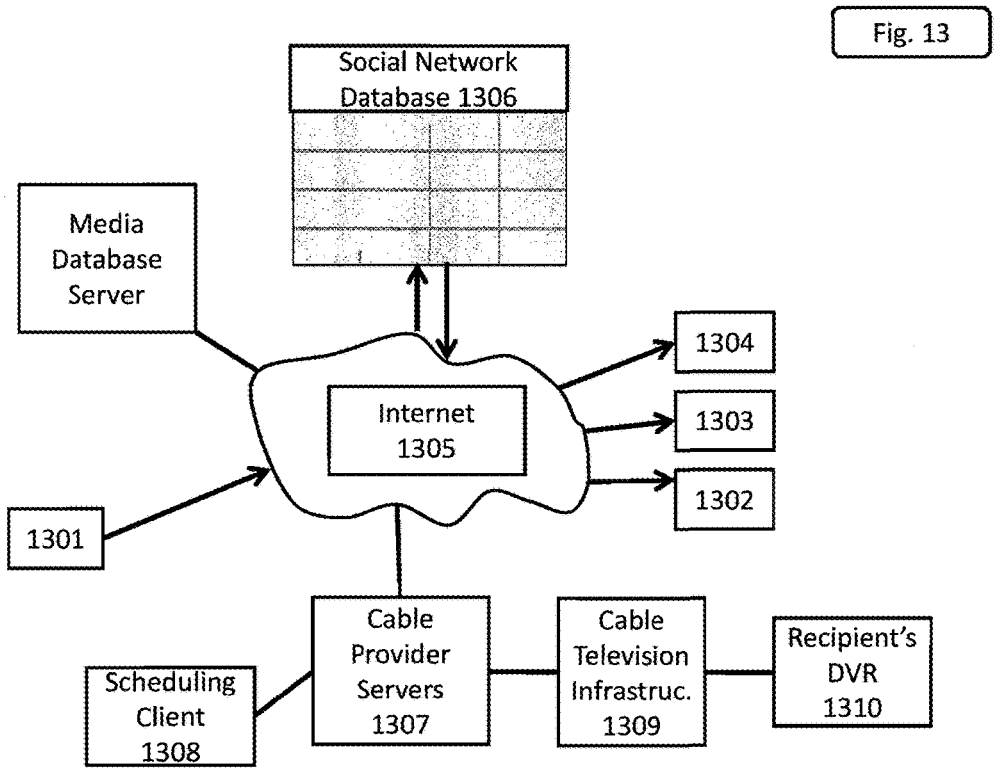 Fig. 13
Social Network
Database 1306
Media
Database
Server
1304
Internet
1305
1303
1302
1301
Cable
Provider
Servers
1307
Cable
Television
Infrastruc.
1309
Recipient's
DVR
1310
Scheduling
Client
1308